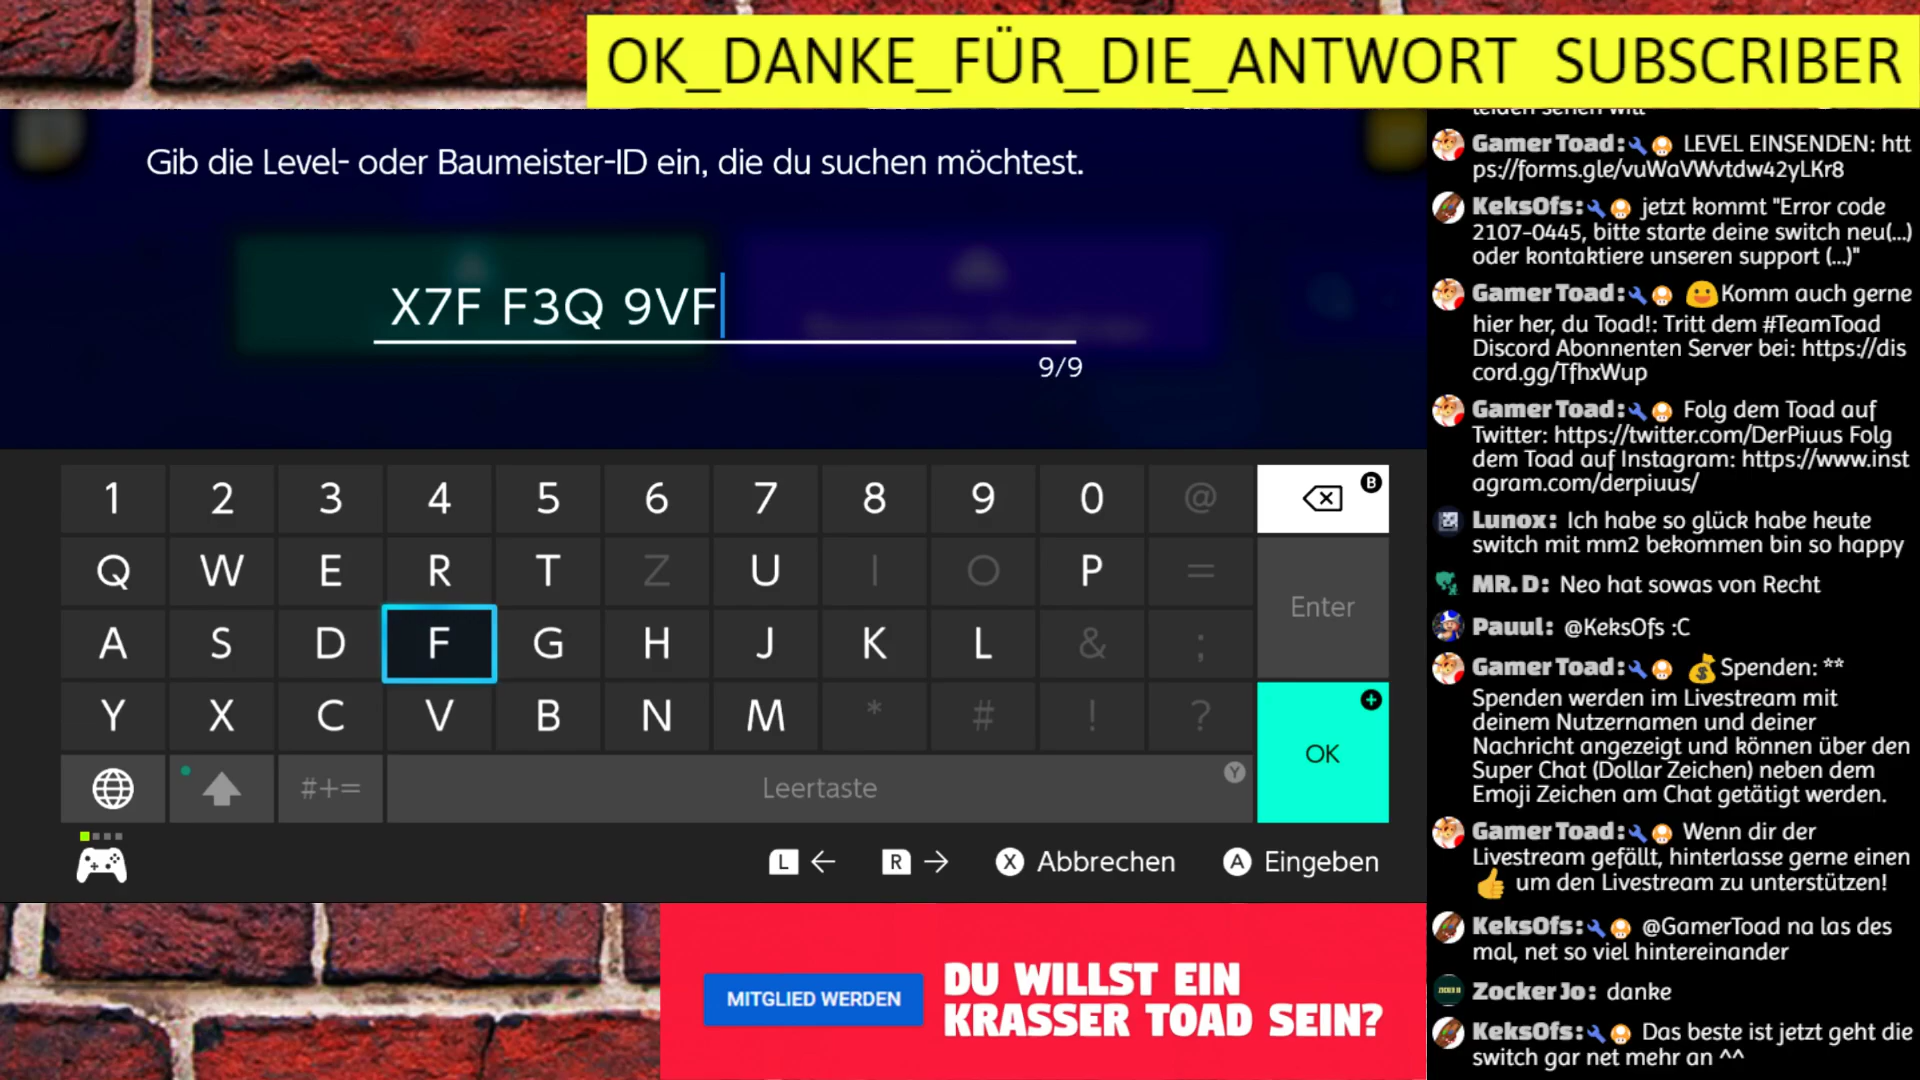 OK_DANKE_FÜR_DIE_ANTWORT SUBSCRIBER
Gib die Level- oder Baumeister-ID ein, die du suchen möchtest.
X7F F3Q 9VF
9/9
1 2 3 4 5 6 7 8 9 0 @ B
Q W E R T Z U I O P =
Enter
A S D F G H J K L & ;
Y X C V B N M * # ! ?
OK
#+= Leertaste Y
L ← R → X Abbrechen A Eingeben
MITGLIED WERDEN
DU WILLST EIN
KRASSER TOAD SEIN?
leiden sehen will
Gamer Toad: LEVEL EINSENDEN: htt
ps://forms.gle/vuWaVWvtdw42yLKr8
KeksOfs: jetzt kommt "Error code
2107-0445, bitte starte deine switch neu(...)
oder kontaktiere unseren support (...)"
Gamer Toad: 😃Komm auch gerne
hier her, du Toad!: Tritt dem #TeamToad
Discord Abonnenten Server bei: https://dis
cord.gg/TfhxWup
Gamer Toad: Folg dem Toad auf
Twitter: https://twitter.com/DerPiuus Folg
dem Toad auf Instagram: https://www.inst
agram.com/derpiuus/
Lunox: Ich habe so glück habe heute
switch mit mm2 bekommen bin so happy
MR. D: Neo hat sowas von Recht
Pauul: @KeksOfs :C
Gamer Toad: 💰Spenden: **
Spenden werden im Livestream mit
deinem Nutzernamen und deiner
Nachricht angezeigt und können über den
Super Chat (Dollar Zeichen) neben dem
Emoji Zeichen am Chat getätigt werden.
Gamer Toad: Wenn dir der
Livestream gefällt, hinterlasse gerne einen
👍 um den Livestream zu unterstützen!
KeksOfs: @GamerToad na las des
mal, net so viel hintereinander
Zocker Jo: danke
KeksOfs: Das beste ist jetzt geht die
switch gar net mehr an ^^